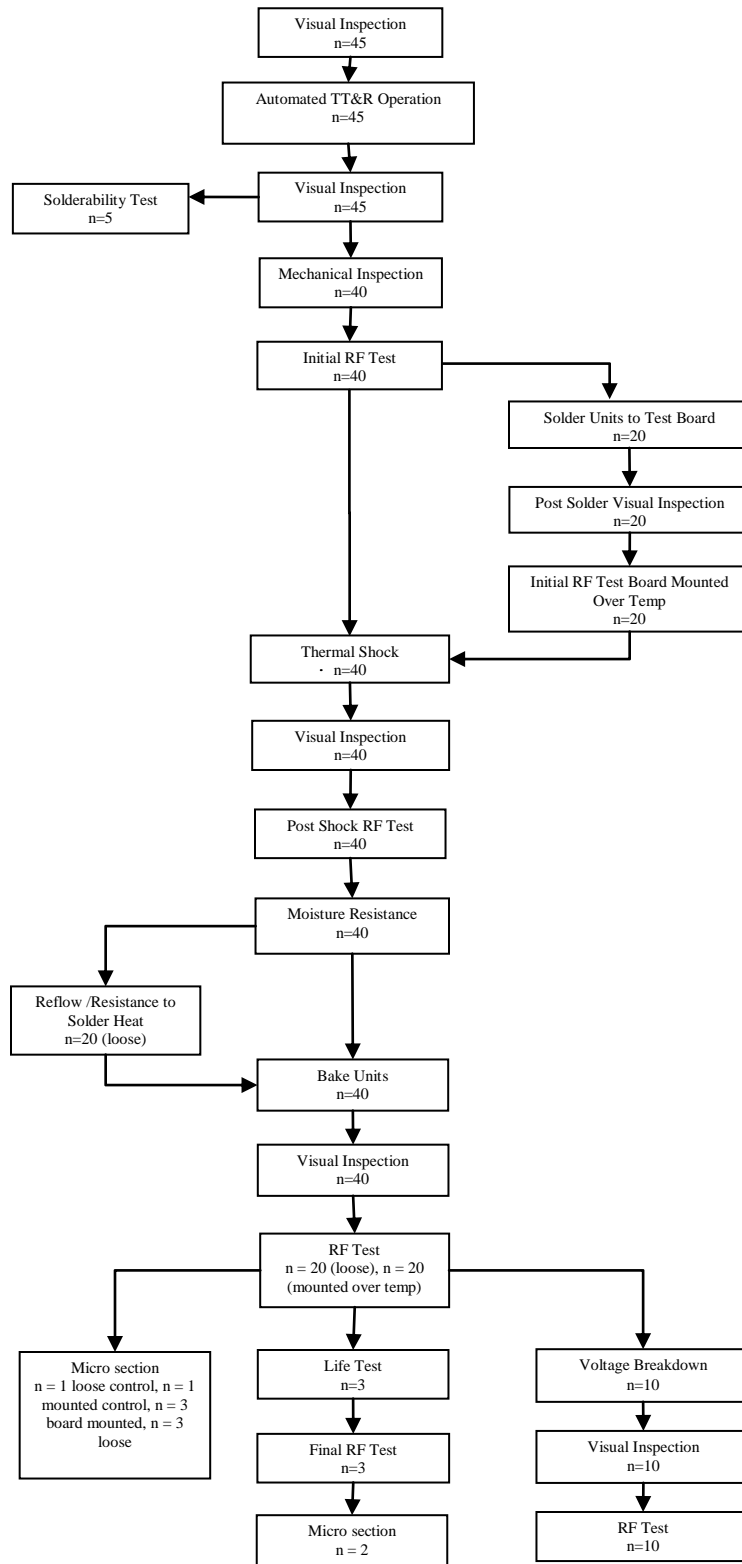 Visual Inspection
n=45
Automated TT&R Operation
n=45
Visual Inspection
n=45
Solderability Test
n=5
Mechanical Inspection
n=40
Initial RF Test
n=40
Solder Units to Test Board
n=20
Post Solder Visual Inspection
n=20
Initial RF Test Board Mounted
Over Temp
n=20
Thermal Shock
· n=40
Visual Inspection
n=40
Post Shock RF Test
n=40
Moisture Resistance
n=40
Reflow /Resistance to
Solder Heat
n=20 (loose)
Bake Units
n=40
Visual Inspection
n=40
RF Test
n = 20 (loose), n = 20
(mounted over temp)
Micro section
n = 1 loose control, n = 1
mounted control, n = 3
board mounted, n = 3
loose
Life Test
n=3
Final RF Test
n=3
Micro section
n = 2
Voltage Breakdown
n=10
Visual Inspection
n=10
RF Test
n=10